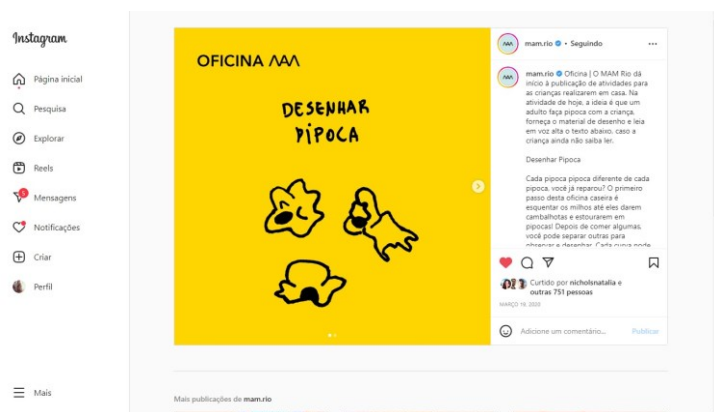 Instagram
Página inicial
Pesquisa
Explorar
Reels
5
Mensagens
Notificações
Criar
Perfil
Mais
OFICINA MAM
DESENHAR
PIPOCA
mam.rio • Seguindo
mam.rio Oficina | O MAM Rio dá
início à publicação de atividades para
as crianças realizarem em casa. Na
atividade de hoje, a ideia é que um
adulto faça pipoca com a criança,
forneça o material de desenho e leia
em voz alta o texto abaixo, caso a
criança ainda não saiba ler.
Desenhar Pipoca
Cada pipoca pipoca diferente de cada
pipoca, você já reparou? O primeiro
passo desta oficina caseira é
esquentar os milhos até eles darem
cambalhotas e estourarem em
pipocas! Depois de comer algumas,
você pode separar outras para
observar e desenhar. Cada curva pode
Curtido por nicholsnatalia e
outras 751 pessoas
MARÇO 19, 2020
Adicione um comentário...
Publicar
Mais publicações de mam.rio